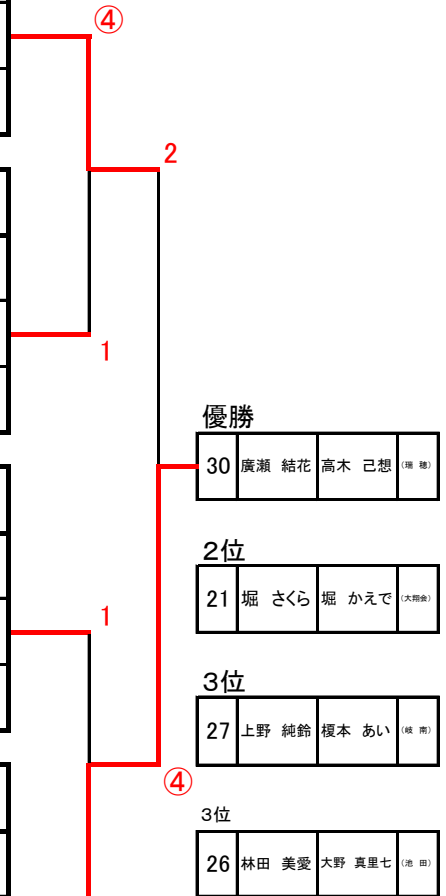 ④
2
1
優勝
30 廣瀬 結花 高木 己想 (瑞 穂)
2位
21 堀 さくら 堀 かえで (大翔会)
1
3位
27 上野 純鈴 榎本 あい (岐 南)
④
3位
26 林田 美愛 大野 真里七 (池 田)